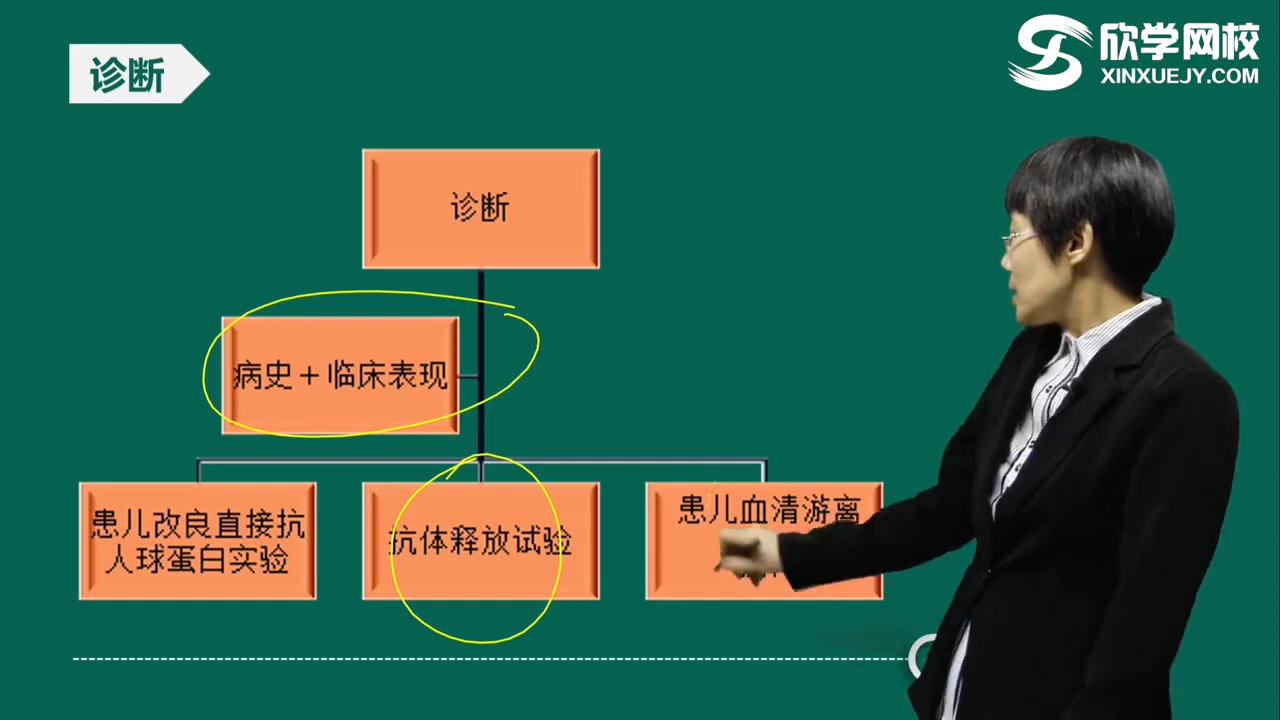 诊断
欣学网校
XINXUEJY.COM
诊断
病史＋临床表现
患儿改良直接抗
人球蛋白实验
抗体释放试验
患儿血清游离